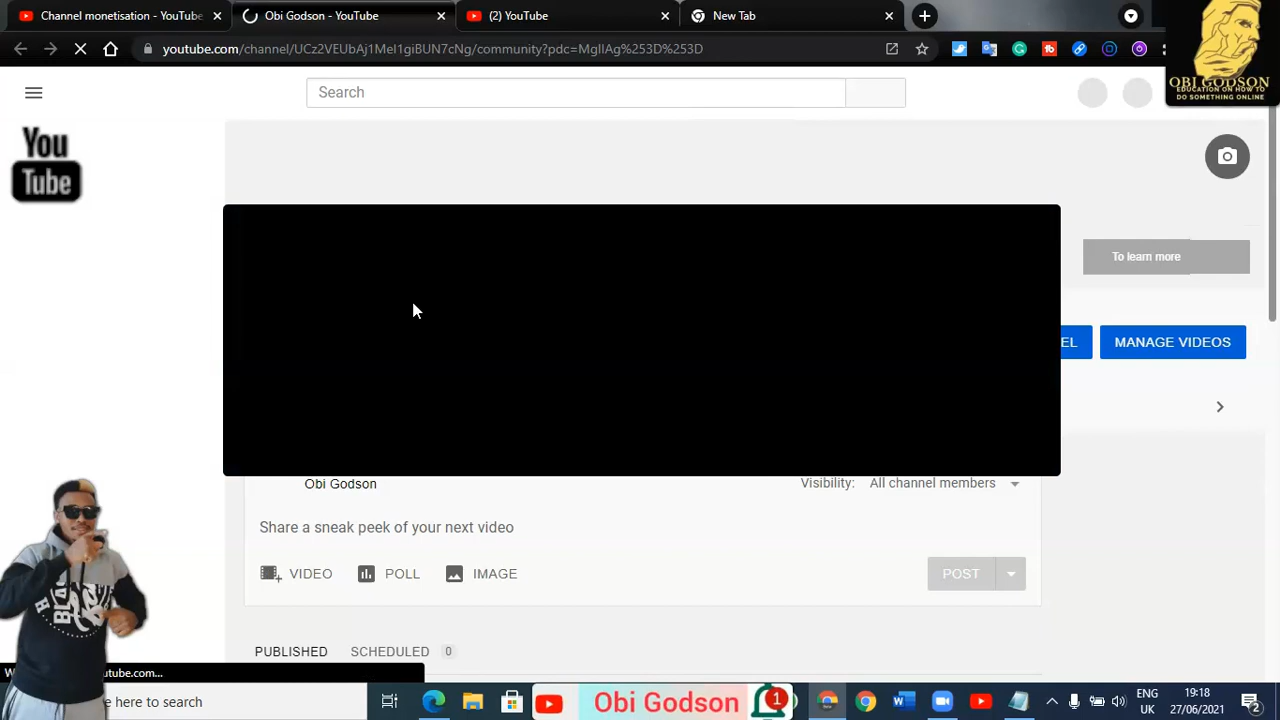 Channel monetisation - YouTube
Obi Godson - YouTube
(2) YouTube
New Tab
youtube.com/channel/UCz2VEUbAj1MeI1giBUN7cNg/community?pdc=MgIIAg%253D%253D
OBI GODSON
EDUCATION ON HOW TO
DO SOMETHING ONLINE
Search
You
Tube
To learn more
EL
MANAGE VIDEOS
Obi Godson
Visibility: All channel members
Share a sneak peek of your next video
VIDEO POLL IMAGE
POST
PUBLISHED SCHEDULED 0
utube.com...
here to search
Obi Godson
1
ENG
UK
19:18
27/06/2021
2